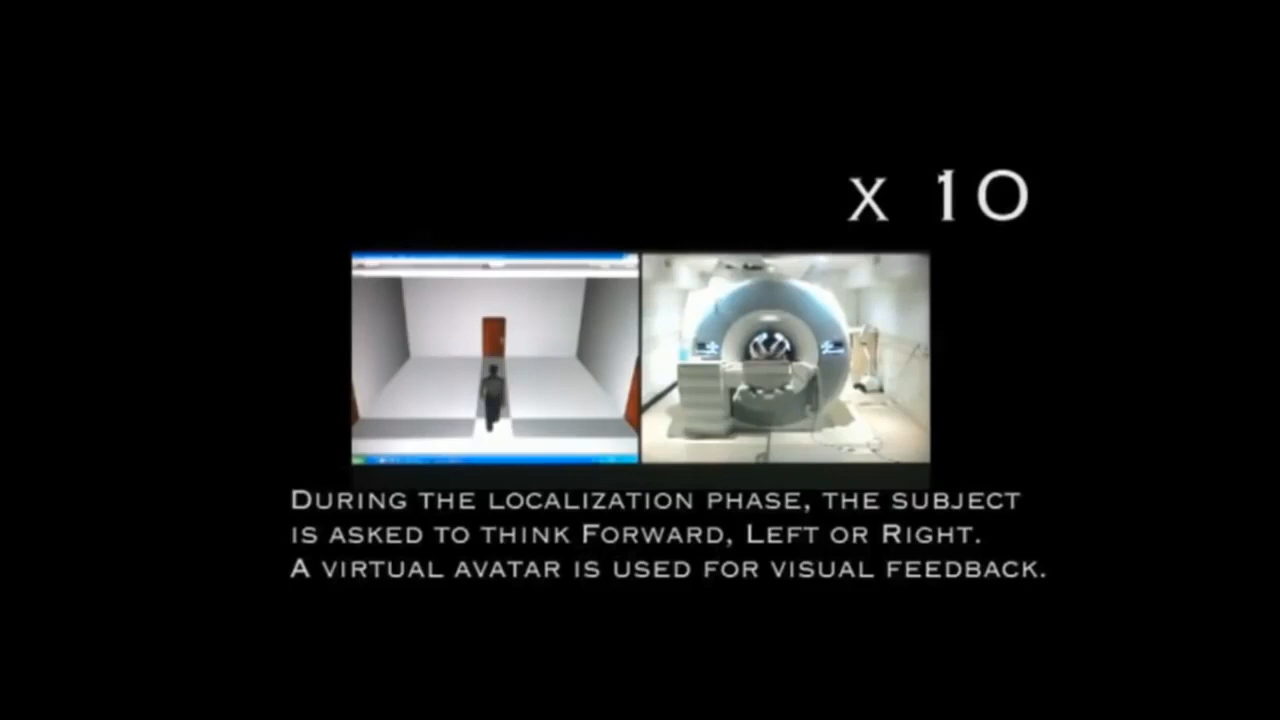 x 10
During the localization phase, the subject
is asked to think Forward, Left or Right.
A virtual avatar is used for visual feedback.